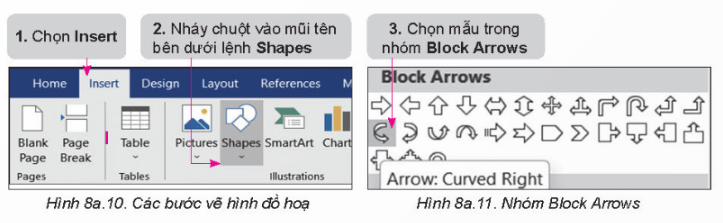 1. Chọn Insert
2. Nháy chuột vào mũi tên
bên dưới lệnh Shapes
3. Chọn mẫu trong
nhóm Block Arrows
Home Insert Design Layout References M
Blank
Page
Page
Break
Table
Pictures
Shapes
SmartArt
Chart
Pages
Tables
Illustrations
Block Arrows
Arrow: Curved Right
Hình 8a.10. Các bước vẽ hình đồ hoạ
Hình 8a.11. Nhóm Block Arrows